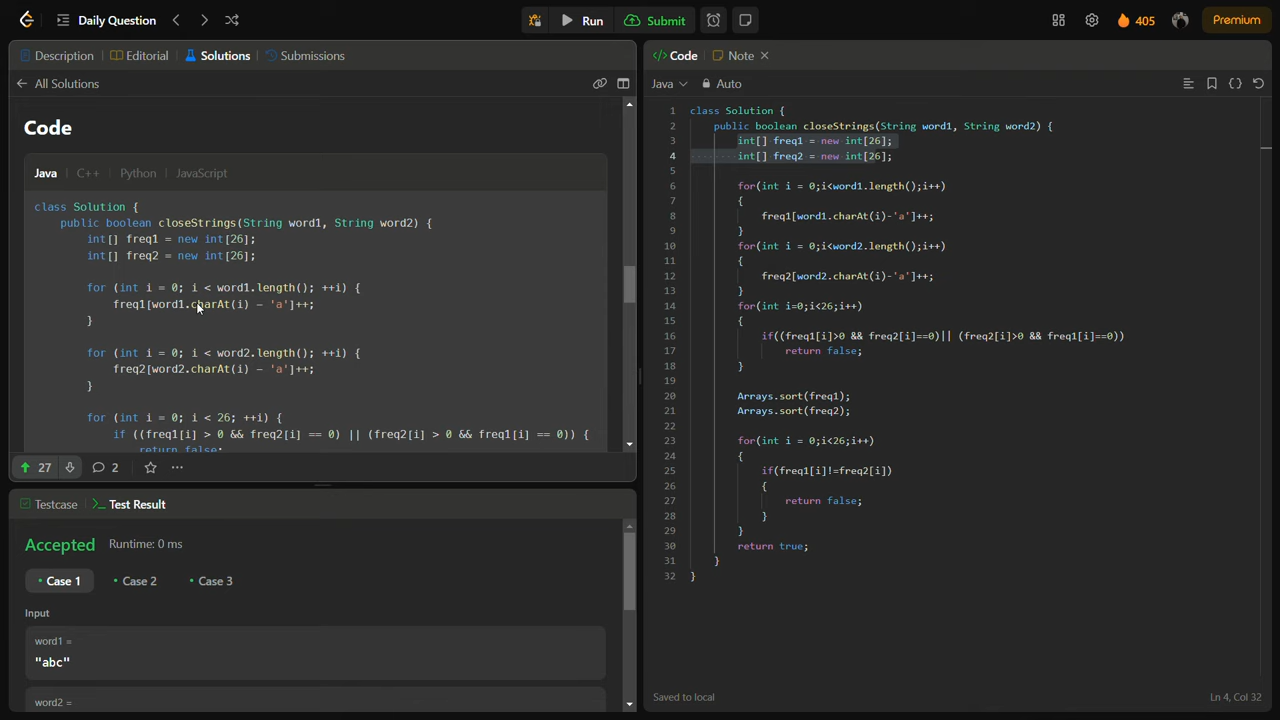 Daily Question
Run
Submit
405
Premium
Description
Editorial
Solutions
Submissions
All Solutions
Code
Java
C++
Python
JavaScript
class Solution {
public boolean closeStrings(String word1, String word2) {
int[] freq1 = new int[26];
int[] freq2 = new int[26];
for (int i = 0; i < word1.length(); ++i) {
freq1[word1.charAt(i) - 'a']++;
}
for (int i = 0; i < word2.length(); ++i) {
freq2[word2.charAt(i) - 'a']++;
}
for (int i = 0; i < 26; ++i) {
if ((freq1[i] > 0 && freq2[i] == 0) || (freq2[i] > 0 && freq1[i] == 0)) {
return false;
27
2
Testcase
Test Result
Accepted
Runtime: 0 ms
Case 1
Case 2
Case 3
Input
word1 =
"abc"
word2 =
Code
Note
Java
Auto
1 class Solution {
2 public boolean closeStrings(String word1, String word2) {
3 int[] freq1 = new int[26];
4 int[] freq2 = new int[26];
5
6 for(int i = 0;i<word1.length();i++)
7 {
8 freq1[word1.charAt(i)-'a']++;
9 }
10 for(int i = 0;i<word2.length();i++)
11 {
12 freq2[word2.charAt(i)-'a']++;
13 }
14 for(int i=0;i<26;i++)
15 {
16 if((freq1[i]>0 && freq2[i]==0)|| (freq2[i]>0 && freq1[i]==0))
17 return false;
18 }
19
20 Arrays.sort(freq1);
21 Arrays.sort(freq2);
22
23 for(int i = 0;i<26;i++)
24 {
25 if(freq1[i]!=freq2[i])
26 {
27 return false;
28 }
29 }
30 return true;
31 }
32 }
Saved to local
Ln 4, Col 32